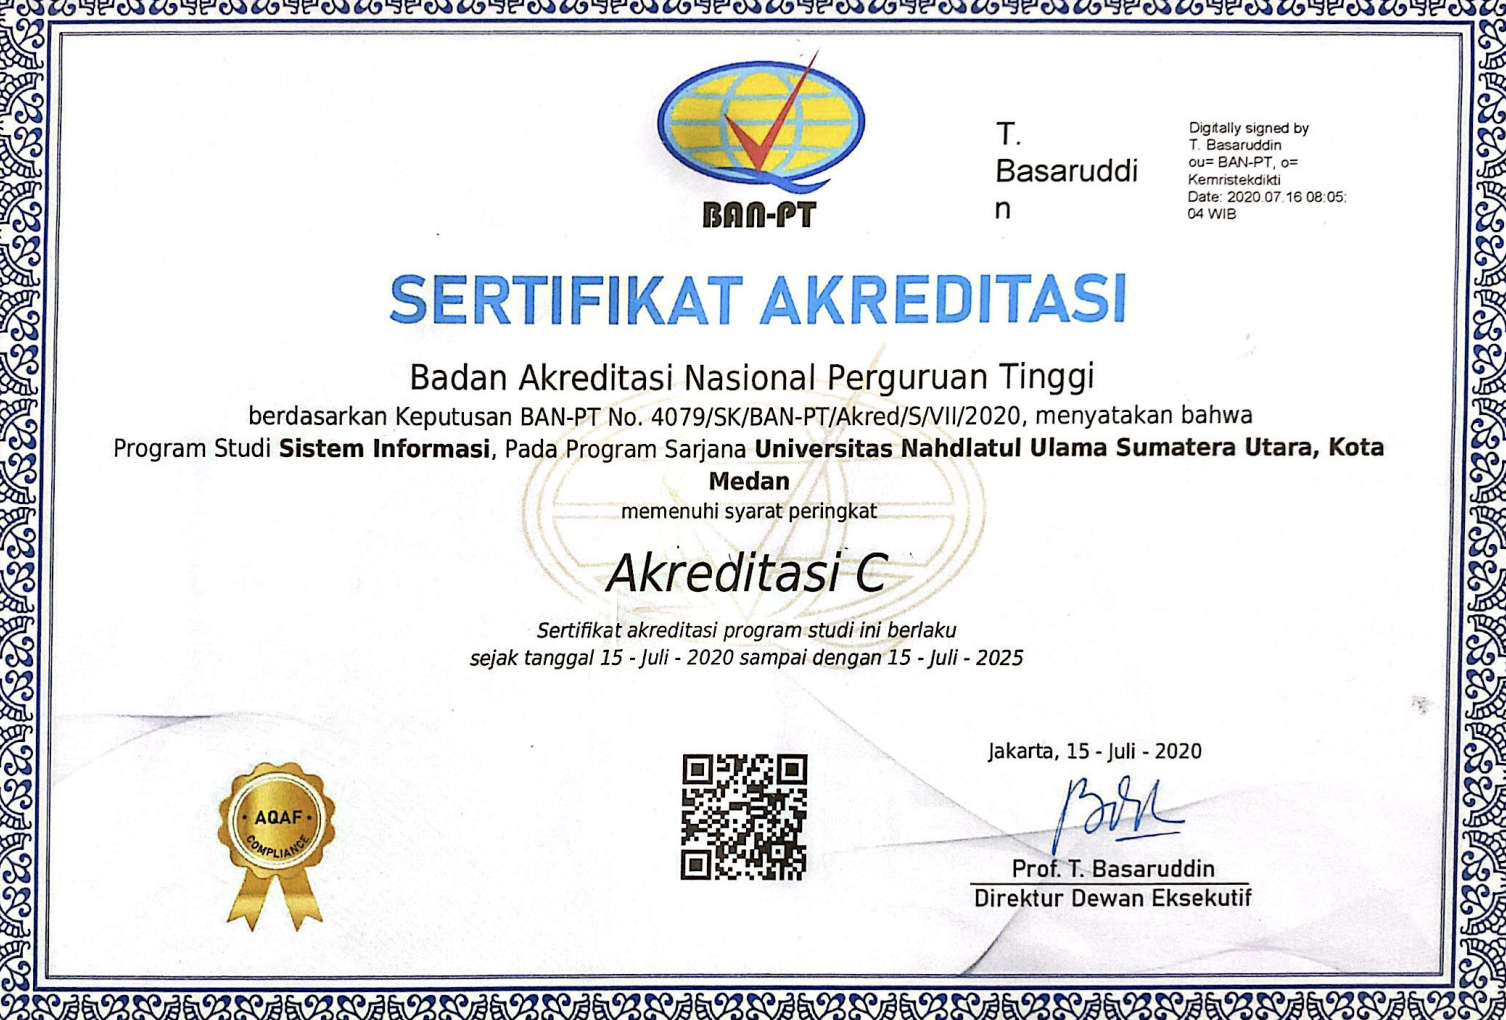 BAN-PT
T.
Basaruddi
n
Digitally signed by
T. Basaruddin
ou= BAN-PT, o=
Kemristekdikti
Date: 2020.07.16 08:05:
04 WIB
SERTIFIKAT AKREDITASI
Badan Akreditasi Nasional Perguruan Tinggi
berdasarkan Keputusan BAN-PT No. 4079/SK/BAN-PT/Akred/S/VII/2020, menyatakan bahwa
Program Studi Sistem Informasi, Pada Program Sarjana Universitas Nahdlatul Ulama Sumatera Utara, Kota
Medan
memenuhi syarat peringkat
Akreditasi C
Sertifikat akreditasi program studi ini berlaku
sejak tanggal 15 - Juli - 2020 sampai dengan 15 - Juli - 2025
AQAF
COMPLIANCE
Jakarta, 15 - Juli - 2020
Prof. T. Basaruddin
Direktur Dewan Eksekutif